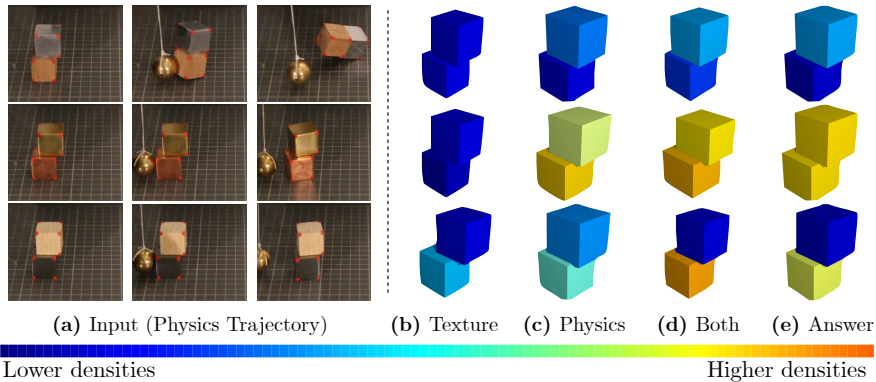 (a) Input (Physics Trajectory)
(b) Texture
(c) Physics
(d) Both
(e) Answer
Lower densities
Higher densities